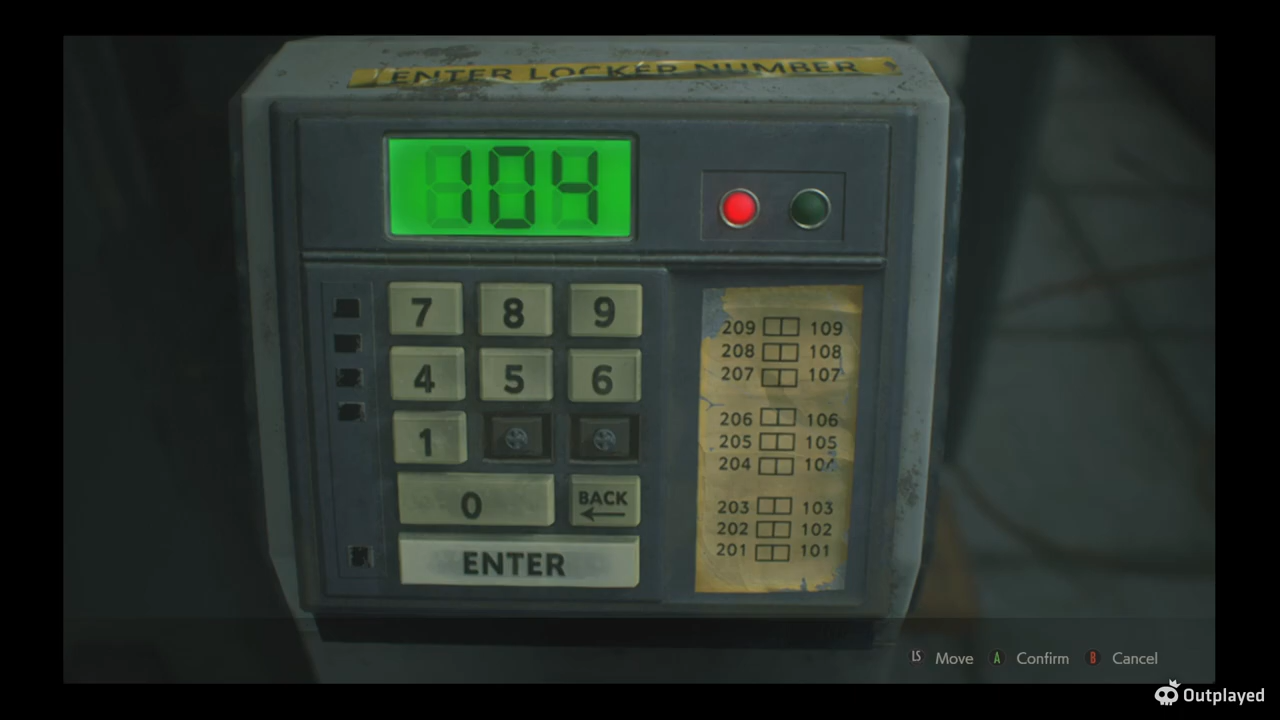 ENTER LOCKER NUMBER
104
7 8 9
4 5 6
1
0 BACK
ENTER
209 109
208 108
207 107
206 106
205 105
204 104
203 103
202 102
201 101
LS Move A Confirm B Cancel
Outplayed